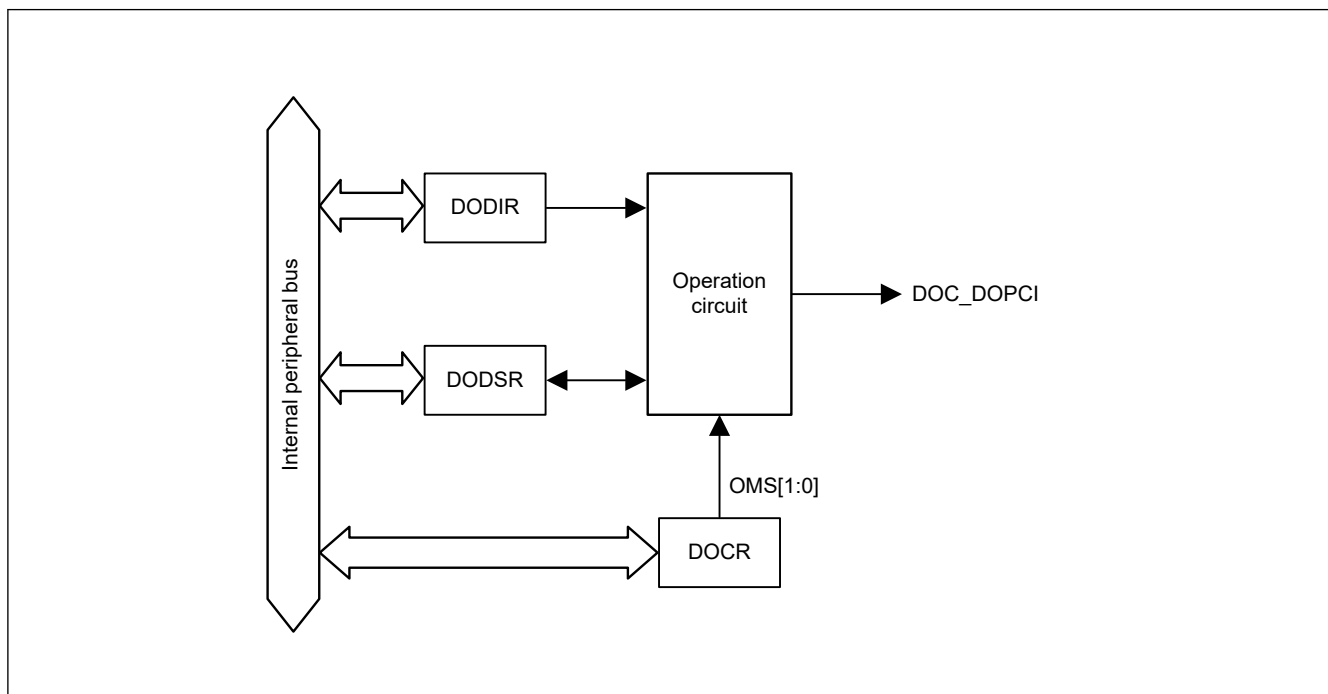 Internal peripheral bus
DODIR
Operation
circuit
DOC_DOPCI
DODSR
OMS[1:0]
DOCR